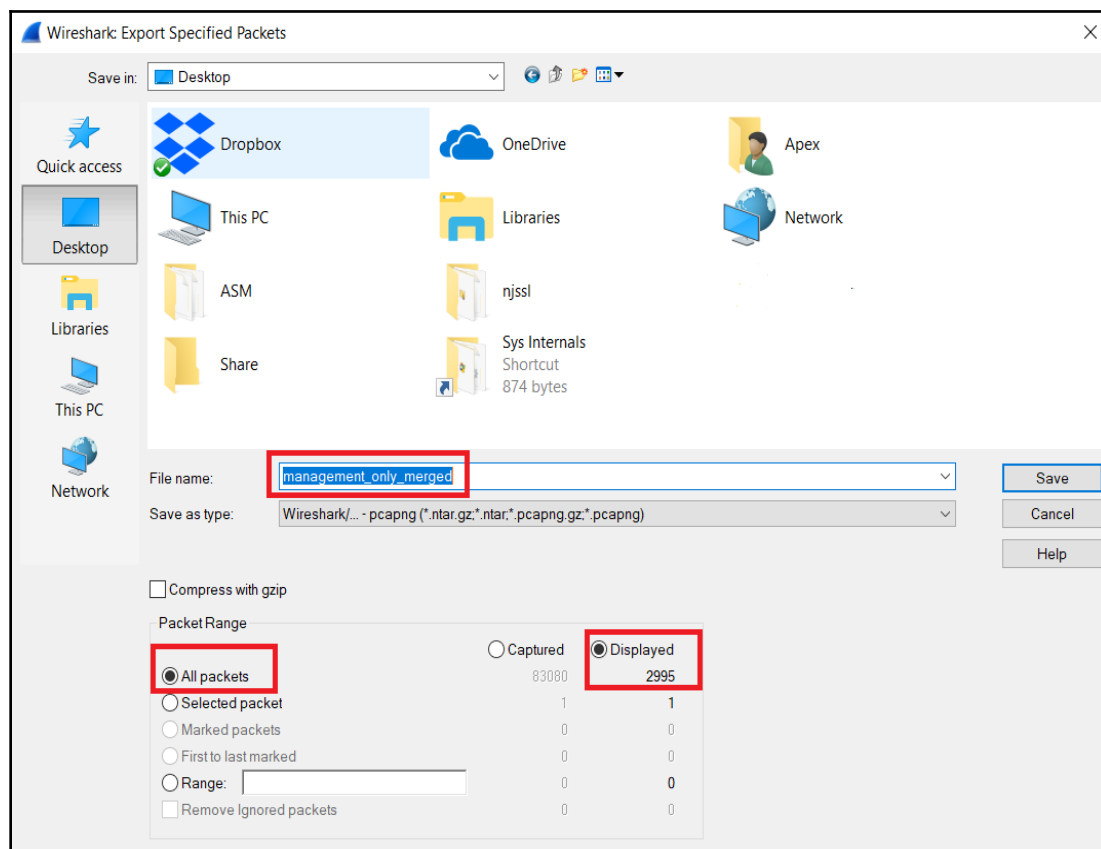 Wireshark: Export Specified Packets
Save in: Desktop
Quick access
Desktop
Libraries
This PC
Network
Dropbox OneDrive Apex
This PC Libraries Network
ASM njssl
Share Sys Internals
Shortcut
874 bytes
File name: management_only_merged Save
Save as type: Wireshark/... - pcapng (*.ntar.gz;*.ntar;*.pcapng.gz;*.pcapng) Cancel
Help
Compress with gzip
Packet Range
Captured Displayed
All packets 83080 2995
Selected packet 1 1
Marked packets 0 0
First to last marked 0 0
Range: 0 0
Remove Ignored packets 0 0